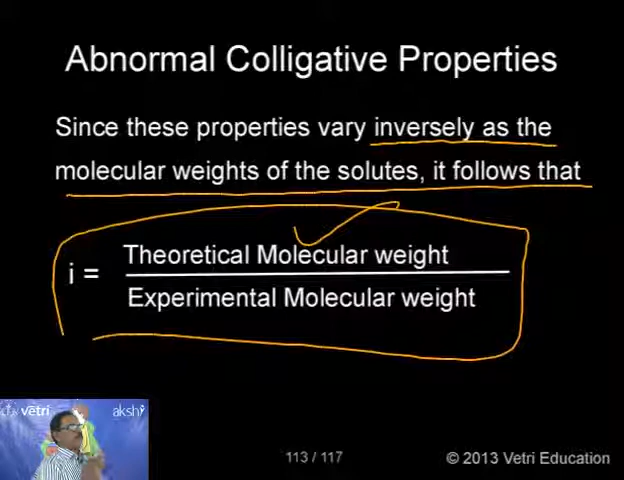 Abnormal Colligative Properties
Since these properties vary inversely as the
molecular weights of the solutes, it follows that
i = Theoretical Molecular weight
Experimental Molecular weight
vetri akshi
113 / 117 © 2013 Vetri Education